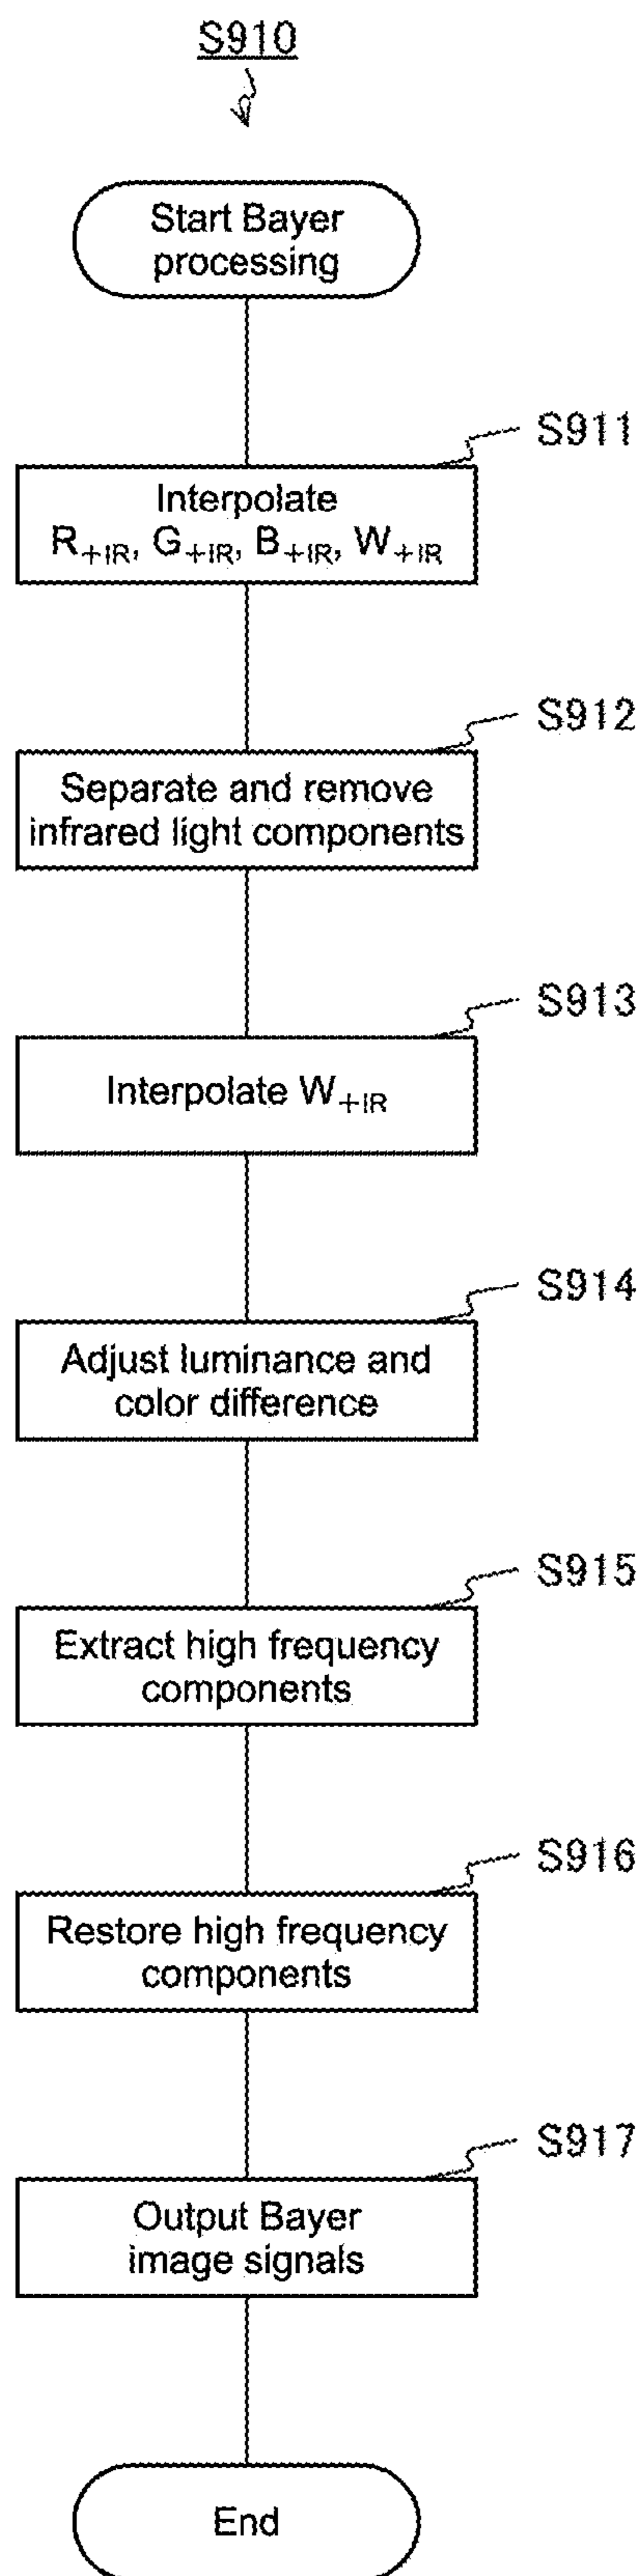 S910
Start Bayer
processing
S911
Interpolate
R+IR, G+IR, B+IR, W+IR
S912
Separate and remove
infrared light components
S913
Interpolate W+IR
S914
Adjust luminance and
color difference
S915
Extract high frequency
components
S916
Restore high frequency
components
S917
Output Bayer
image signals
End